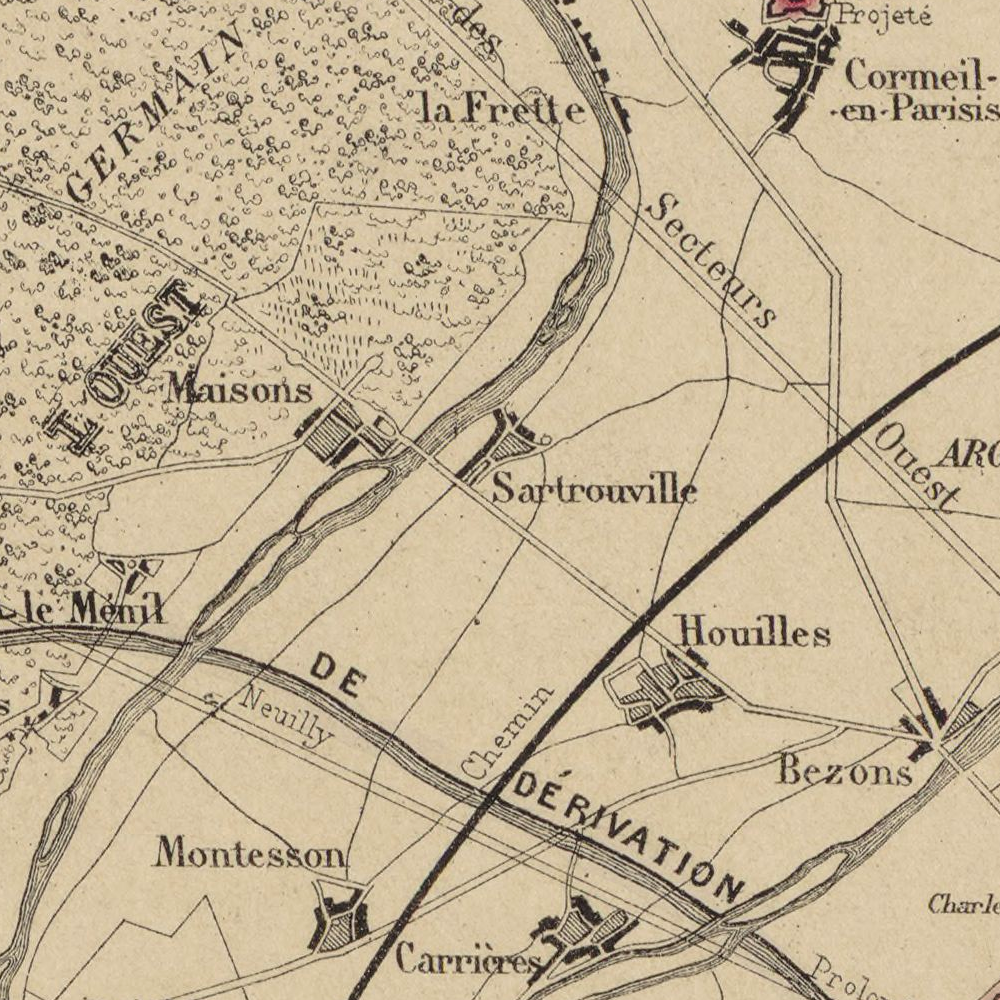 des
Projeté
Cormeil-
-en-Parisis
la Frette
GERMAIN
Secteurs
L'OUEST
Maisons
Ouest
Sartrouville
le Ménil
Houilles
DE
Neuilly
Chemin
Bezons
DÉRIVATION
Montesson
Carrières